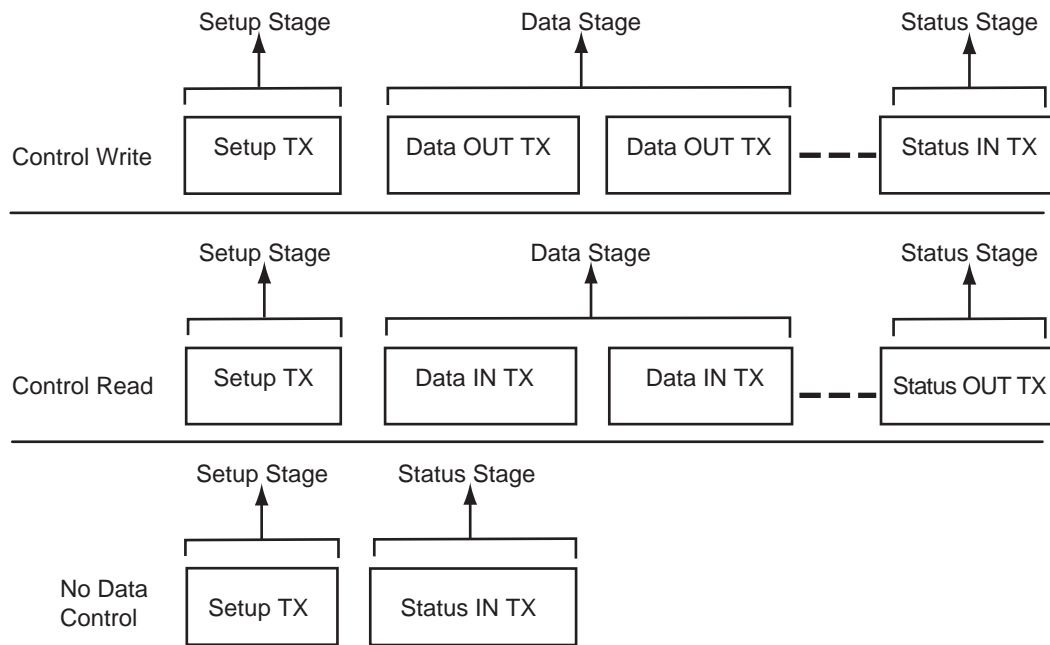 Setup Stage Data Stage Status Stage
Control Write Setup TX Data OUT TX Data OUT TX Status IN TX
Setup Stage Data Stage Status Stage
Control Read Setup TX Data IN TX Data IN TX Status OUT TX
Setup Stage Status Stage
No Data
Control Setup TX Status IN TX